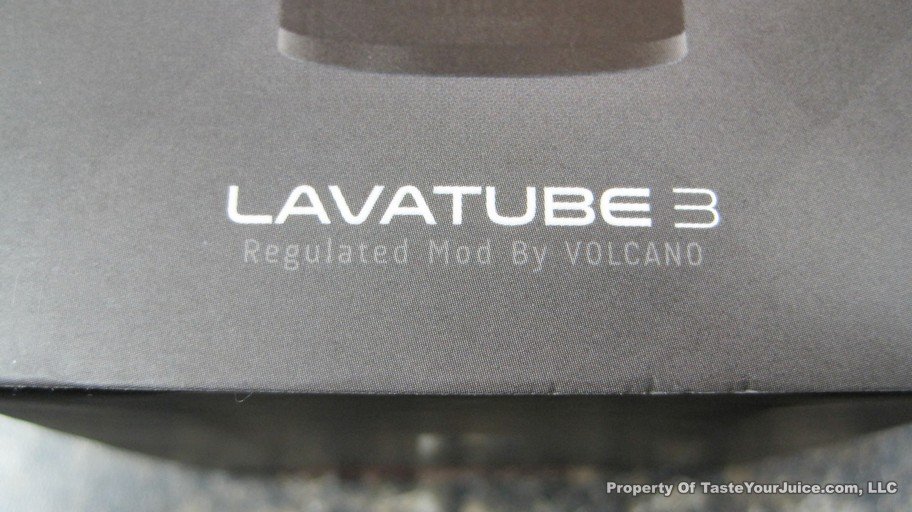 LAVATUBE 3
Regulated Mod By VOLCANO
Property Of TasteYourJuice.com, LLC